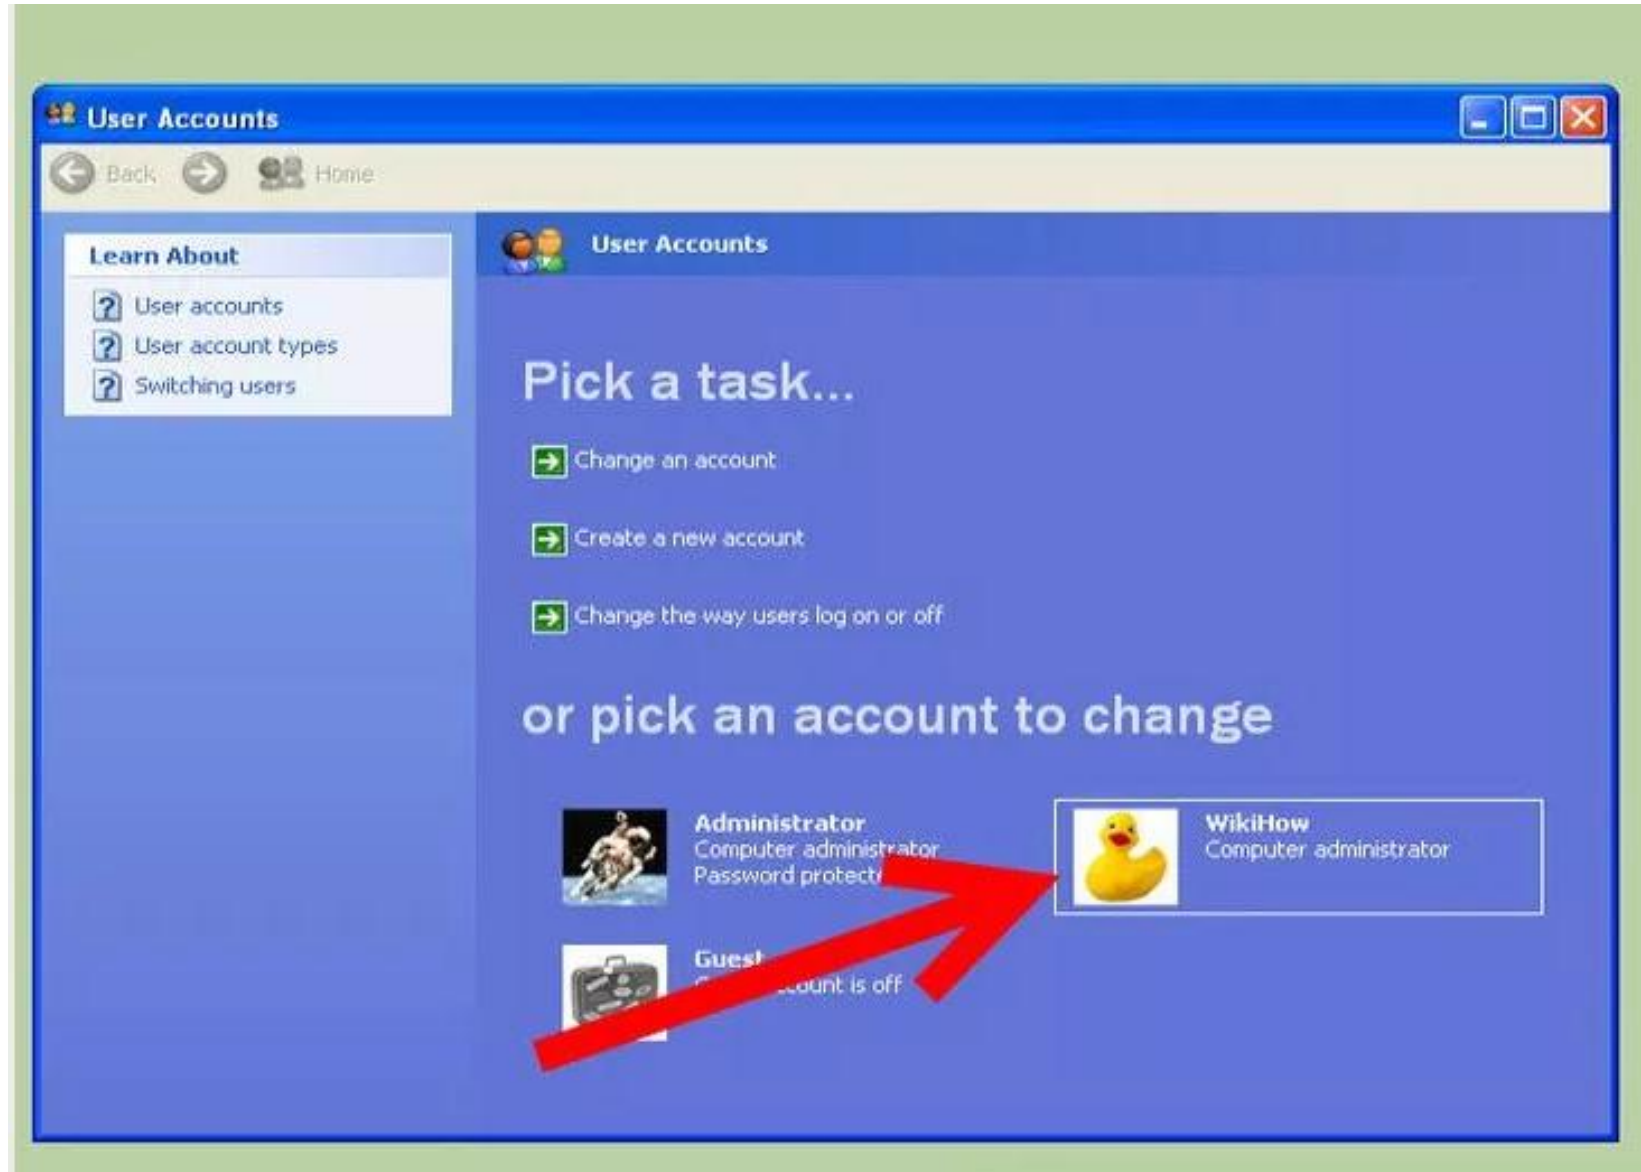 User Accounts
Back
Home
Learn About
User accounts
User account types
Switching users
User Accounts
Pick a task...
Change an account
Create a new account
Change the way users log on or off
or pick an account to change
Administrator
Computer administrator
Password
WikiHow
Computer administrator
Guest
is off